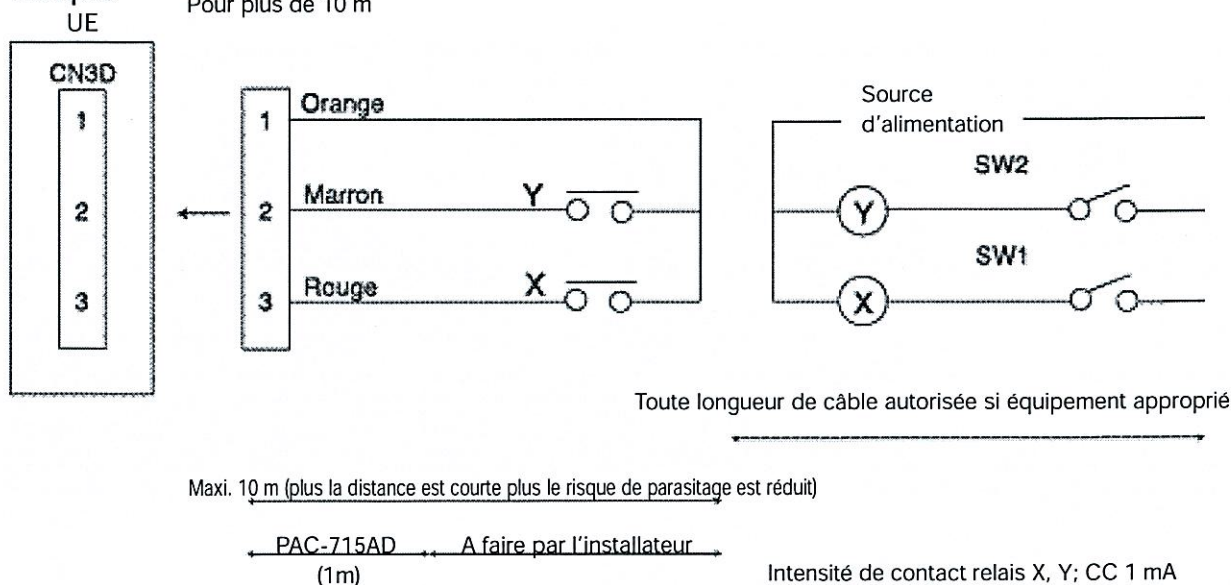 Pour plus de 10 m
UE
CN3D
1
2
3
1 Orange
2 Marron Y
3 Rouge X
Source
d'alimentation
SW2
Y
SW1
X
Toute longueur de câble autorisée si équipement approprié
Maxi. 10 m (plus la distance est courte plus le risque de parasitage est réduit)
PAC-715AD A faire par l'installateur
(1m)
Intensité de contact relais X, Y; CC 1 mA